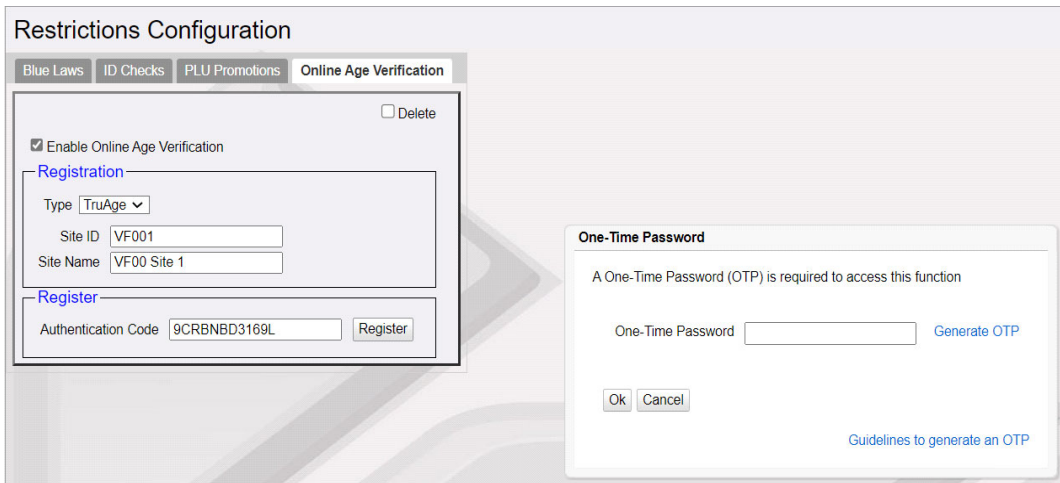 Restrictions Configuration
Blue Laws ID Checks PLU Promotions Online Age Verification
Delete
Enable Online Age Verification
Registration
Type TruAge
Site ID VF001
Site Name VF00 Site 1
Register
Authentication Code 9CRBNBD3169L Register
One-Time Password
A One-Time Password (OTP) is required to access this function
One-Time Password Generate OTP
Ok Cancel
Guidelines to generate an OTP